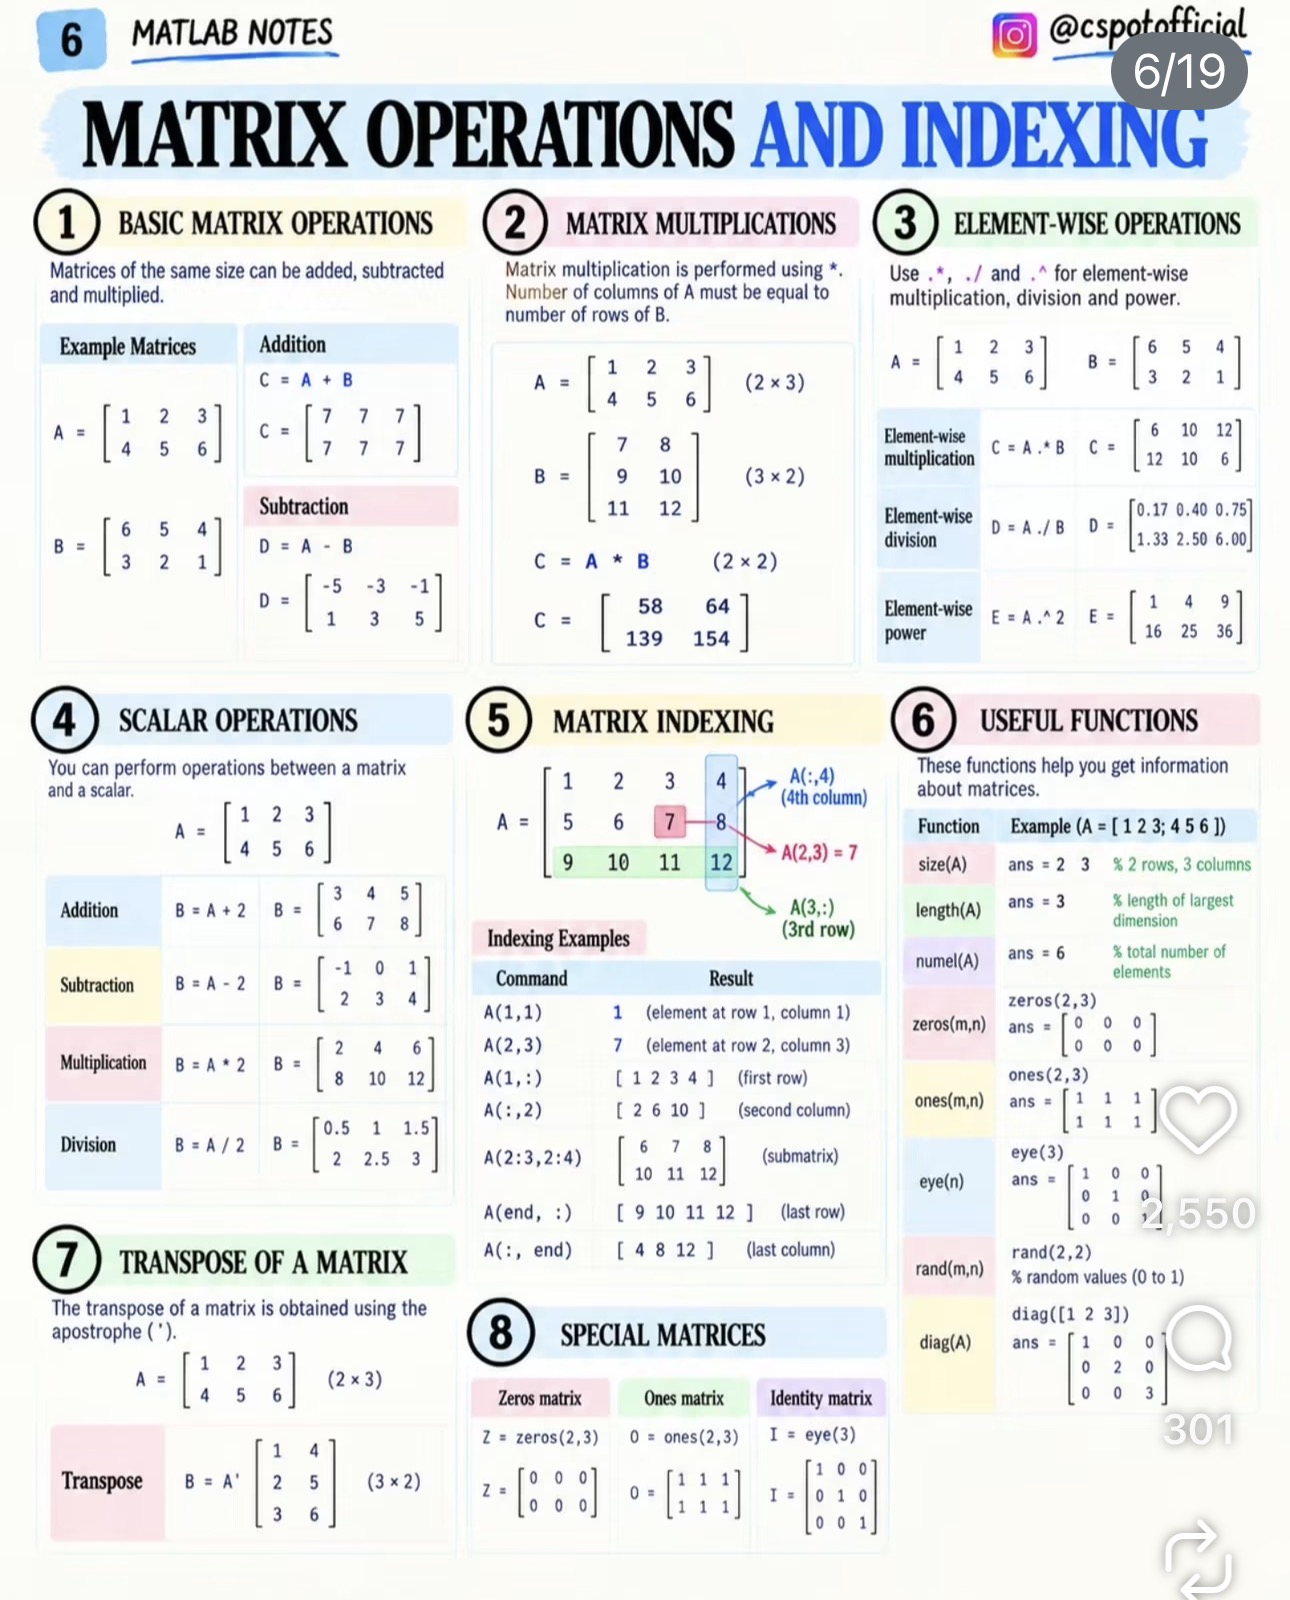 6 MATLAB NOTES
@cspotofficial
6/19
MATRIX OPERATIONS AND INDEXING
1 BASIC MATRIX OPERATIONS
Matrices of the same size can be added, subtracted
and multiplied.
Example Matrices
A = [ 1 2 3
4 5 6 ]
B = [ 6 5 4
3 2 1 ]
Addition
C = A + B
C = [ 7 7 7
7 7 7 ]
Subtraction
D = A - B
D = [ -5 -3 -1
1 3 5 ]
2 MATRIX MULTIPLICATIONS
Matrix multiplication is performed using *.
Number of columns of A must be equal to
number of rows of B.
A = [ 1 2 3
4 5 6 ] (2 × 3)
B = [ 7 8
9 10
11 12 ] (3 × 2)
C = A * B (2 × 2)
C = [ 58 64
139 154 ]
3 ELEMENT-WISE OPERATIONS
Use .*, ./ and .^ for element-wise
multiplication, division and power.
A = [ 1 2 3
4 5 6 ]
B = [ 6 5 4
3 2 1 ]
Element-wise
multiplication
C = A .* B
C = [ 6 10 12
12 10 6 ]
Element-wise
division
D = A ./ B
D = [ 0.17 0.40 0.75
1.33 2.50 6.00 ]
Element-wise
power
E = A .^ 2
E = [ 1 4 9
16 25 36 ]
4 SCALAR OPERATIONS
You can perform operations between a matrix
and a scalar.
A = [ 1 2 3
4 5 6 ]
Addition B = A + 2
B = [ 3 4 5
6 7 8 ]
Subtraction B = A - 2
B = [ -1 0 1
2 3 4 ]
Multiplication B = A * 2
B = [ 2 4 6
8 10 12 ]
Division B = A / 2
B = [ 0.5 1 1.5
2 2.5 3 ]
5 MATRIX INDEXING
A = [ 1 2 3 4
5 6 7 8
9 10 11 12 ]
A(:,4)
(4th column)
A(2,3) = 7
A(3,:)
(3rd row)
Indexing Examples
Command Result
A(1,1) 1 (element at row 1, column 1)
A(2,3) 7 (element at row 2, column 3)
A(1,:) [ 1 2 3 4 ] (first row)
A(:,2) [ 2 6 10 ] (second column)
A(2:3,2:4) [ 6 7 8
10 11 12 ] (submatrix)
A(end, :) [ 9 10 11 12 ] (last row)
A(:, end) [ 4 8 12 ] (last column)
6 USEFUL FUNCTIONS
These functions help you get information
about matrices.
Function Example (A = [ 1 2 3; 4 5 6 ])
size(A) ans = 2 3 % 2 rows, 3 columns
length(A) ans = 3 % length of largest
dimension
numel(A) ans = 6 % total number of
elements
zeros(m,n) zeros(2,3)
ans = [ 0 0 0
0 0 0 ]
ones(m,n) ones(2,3)
ans = [ 1 1 1
1 1 1 ]
eye(n) eye(3)
ans = [ 1 0 0
0 1 0
0 0 1 ]
rand(m,n) rand(2,2)
% random values (0 to 1)
diag(A) diag([1 2 3])
ans = [ 1 0 0
0 2 0
0 0 3 ]
2,550
301
7 TRANSPOSE OF A MATRIX
The transpose of a matrix is obtained using the
apostrophe (').
A = [ 1 2 3
4 5 6 ] (2 × 3)
Transpose B = A'
[ 1 4
2 5
3 6 ] (3 × 2)
8 SPECIAL MATRICES
Zeros matrix
Z = zeros(2,3)
Z = [ 0 0 0
0 0 0 ]
Ones matrix
O = ones(2,3)
O = [ 1 1 1
1 1 1 ]
Identity matrix
I = eye(3)
I = [ 1 0 0
0 1 0
0 0 1 ]